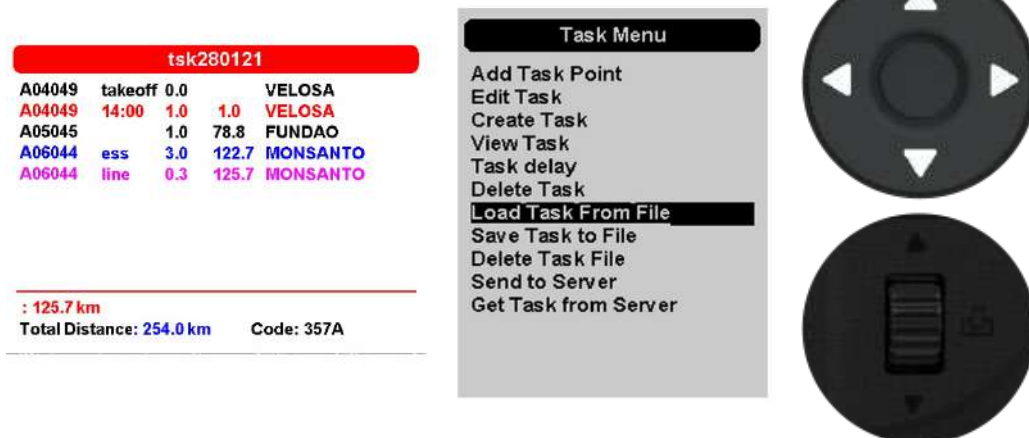 tsk280121
A04049 takeoff 0.0 VELOSA
A04049 14:00 1.0 1.0 VELOSA
A05045 1.0 78.8 FUNDAO
A06044 ess 3.0 122.7 MONSANTO
A06044 line 0.3 125.7 MONSANTO
: 125.7 km
Total Distance: 254.0 km Code: 357A
Task Menu
Add Task Point
Edit Task
Create Task
View Task
Task delay
Delete Task
Load Task From File
Save Task to File
Delete Task File
Send to Server
Get Task from Server